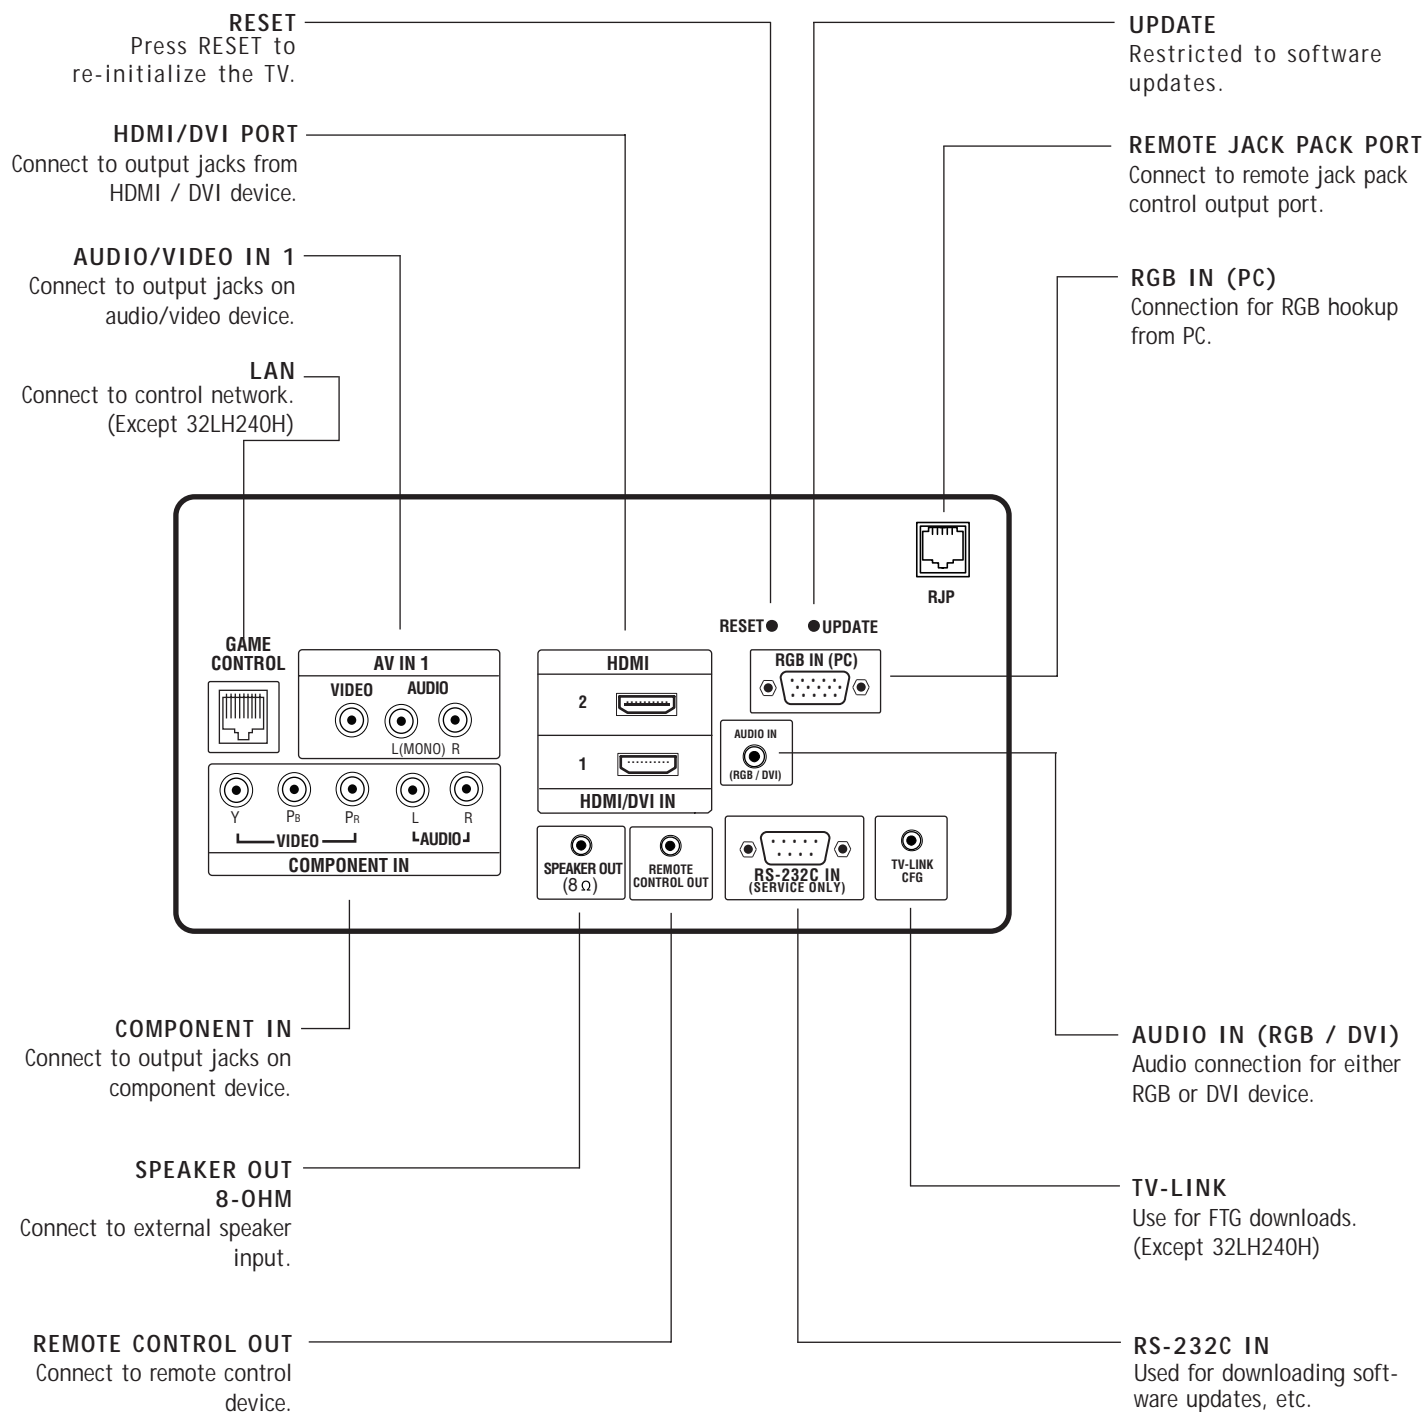 RESET
Press RESET to
re-initialize the TV.
HDMI/DVI PORT
Connect to output jacks from
HDMI / DVI device.
AUDIO/VIDEO IN 1
Connect to output jacks on
audio/video device.
LAN
Connect to control network.
(Except 32LH240H)
UPDATE
Restricted to software
updates.
REMOTE JACK PACK PORT
Connect to remote jack pack
control output port.
RGB IN (PC)
Connection for RGB hookup
from PC.
RJP
RESET
UPDATE
GAME
CONTROL
AV IN 1
VIDEO
AUDIO
L(MONO) R
HDMI
2
1
HDMI/DVI IN
RGB IN (PC)
AUDIO IN
(RGB / DVI)
Y PB PR L R
VIDEO
AUDIO
COMPONENT IN
SPEAKER OUT
(8 Ω)
REMOTE
CONTROL OUT
RS-232C IN
(SERVICE ONLY)
TV-LINK
CFG
COMPONENT IN
Connect to output jacks on
component device.
SPEAKER OUT
8-OHM
Connect to external speaker
input.
REMOTE CONTROL OUT
Connect to remote control
device.
AUDIO IN (RGB / DVI)
Audio connection for either
RGB or DVI device.
TV-LINK
Use for FTG downloads.
(Except 32LH240H)
RS-232C IN
Used for downloading soft-
ware updates, etc.